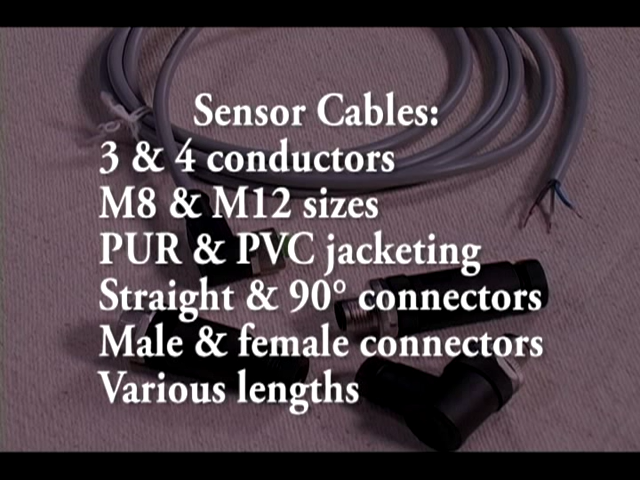 Sensor Cables:
3 & 4 conductors
M8 & M12 sizes
PUR & PVC jacketing
Straight & 90° connectors
Male & female connectors
Various lengths